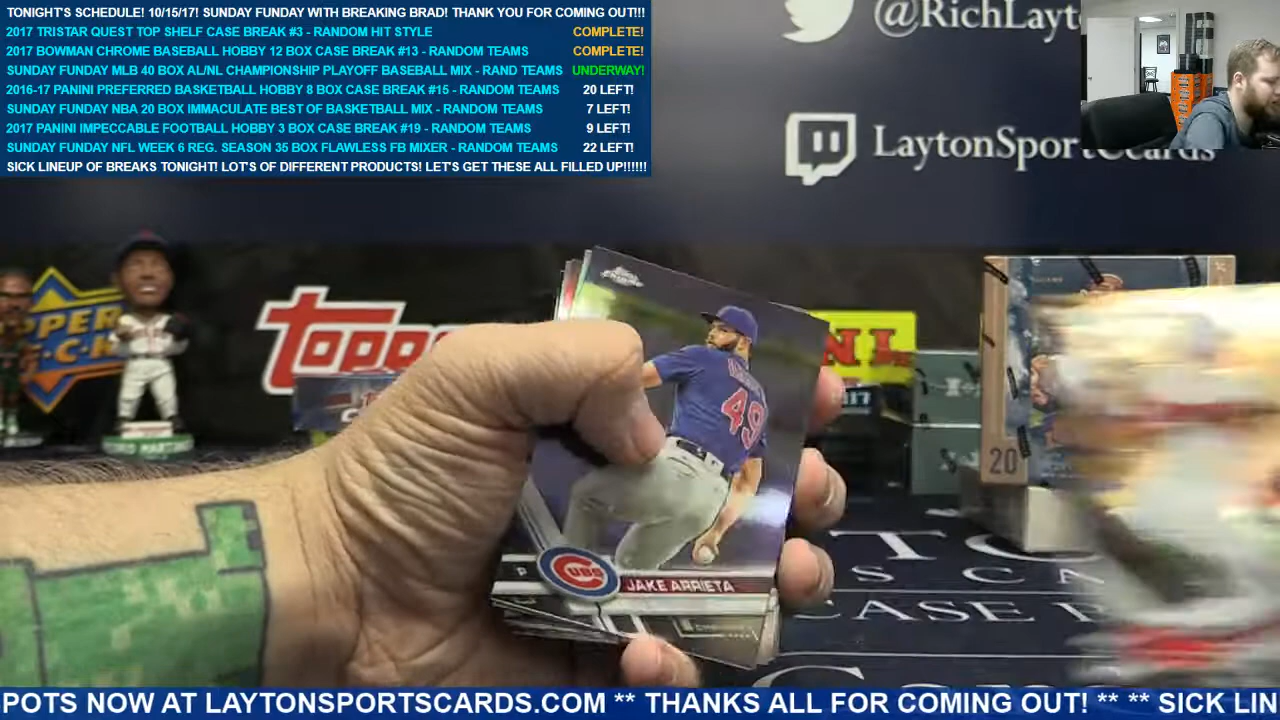 TONIGHT'S SCHEDULE! 10/15/17! SUNDAY FUNDAY WITH BREAKING BRAD! THANK YOU FOR COMING OUT!!!
2017 TRISTAR QUEST TOP SHELF CASE BREAK #3 - RANDOM HIT STYLE COMPLETE!
2017 BOWMAN CHROME BASEBALL HOBBY 12 BOX CASE BREAK #13 - RANDOM TEAMS COMPLETE!
SUNDAY FUNDAY MLB 40 BOX AL/NL CHAMPIONSHIP PLAYOFF BASEBALL MIX - RAND TEAMS UNDERWAY!
2016-17 PANINI PREFERRED BASKETBALL HOBBY 8 BOX CASE BREAK #15 - RANDOM TEAMS 20 LEFT!
SUNDAY FUNDAY NBA 20 BOX IMMACULATE BEST OF BASKETBALL MIX - RANDOM TEAMS 7 LEFT!
2017 PANINI IMPECCABLE FOOTBALL HOBBY 3 BOX CASE BREAK #19 - RANDOM TEAMS 9 LEFT!
SUNDAY FUNDAY NFL WEEK 6 REG. SEASON 35 BOX FLAWLESS FB MIXER - RANDOM TEAMS 22 LEFT!
SICK LINEUP OF BREAKS TONIGHT! LOT'S OF DIFFERENT PRODUCTS! LET'S GET THESE ALL FILLED UP!!!!!!
@RichLayt
LaytonSportsCards
Topps
49
CUBS
P JAKE ARRIETA
20
CASE
POTS NOW AT LAYTONSPORTSCARDS.COM ** THANKS ALL FOR COMING OUT! ** ** SICK LIN